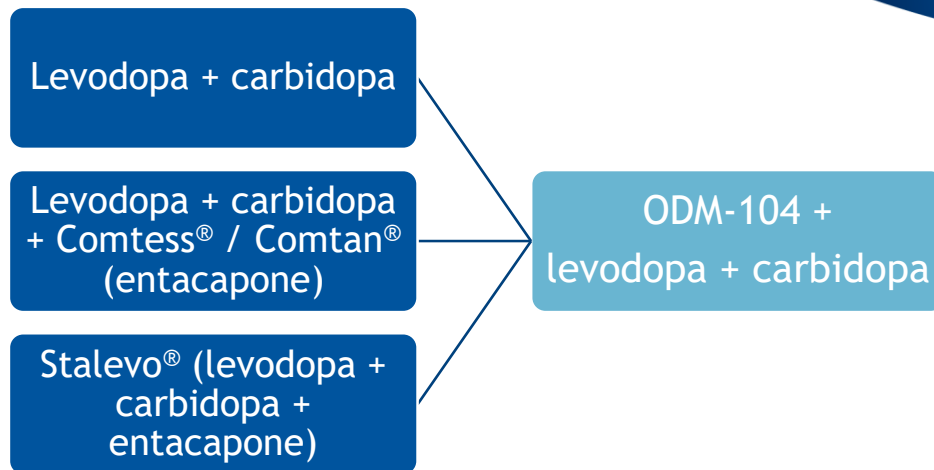 Levodopa + carbidopa
Levodopa + carbidopa
+ Comtess® / Comtan®
(entacapone)
Stalevo® (levodopa +
carbidopa +
entacapone)
ODM-104 +
levodopa + carbidopa